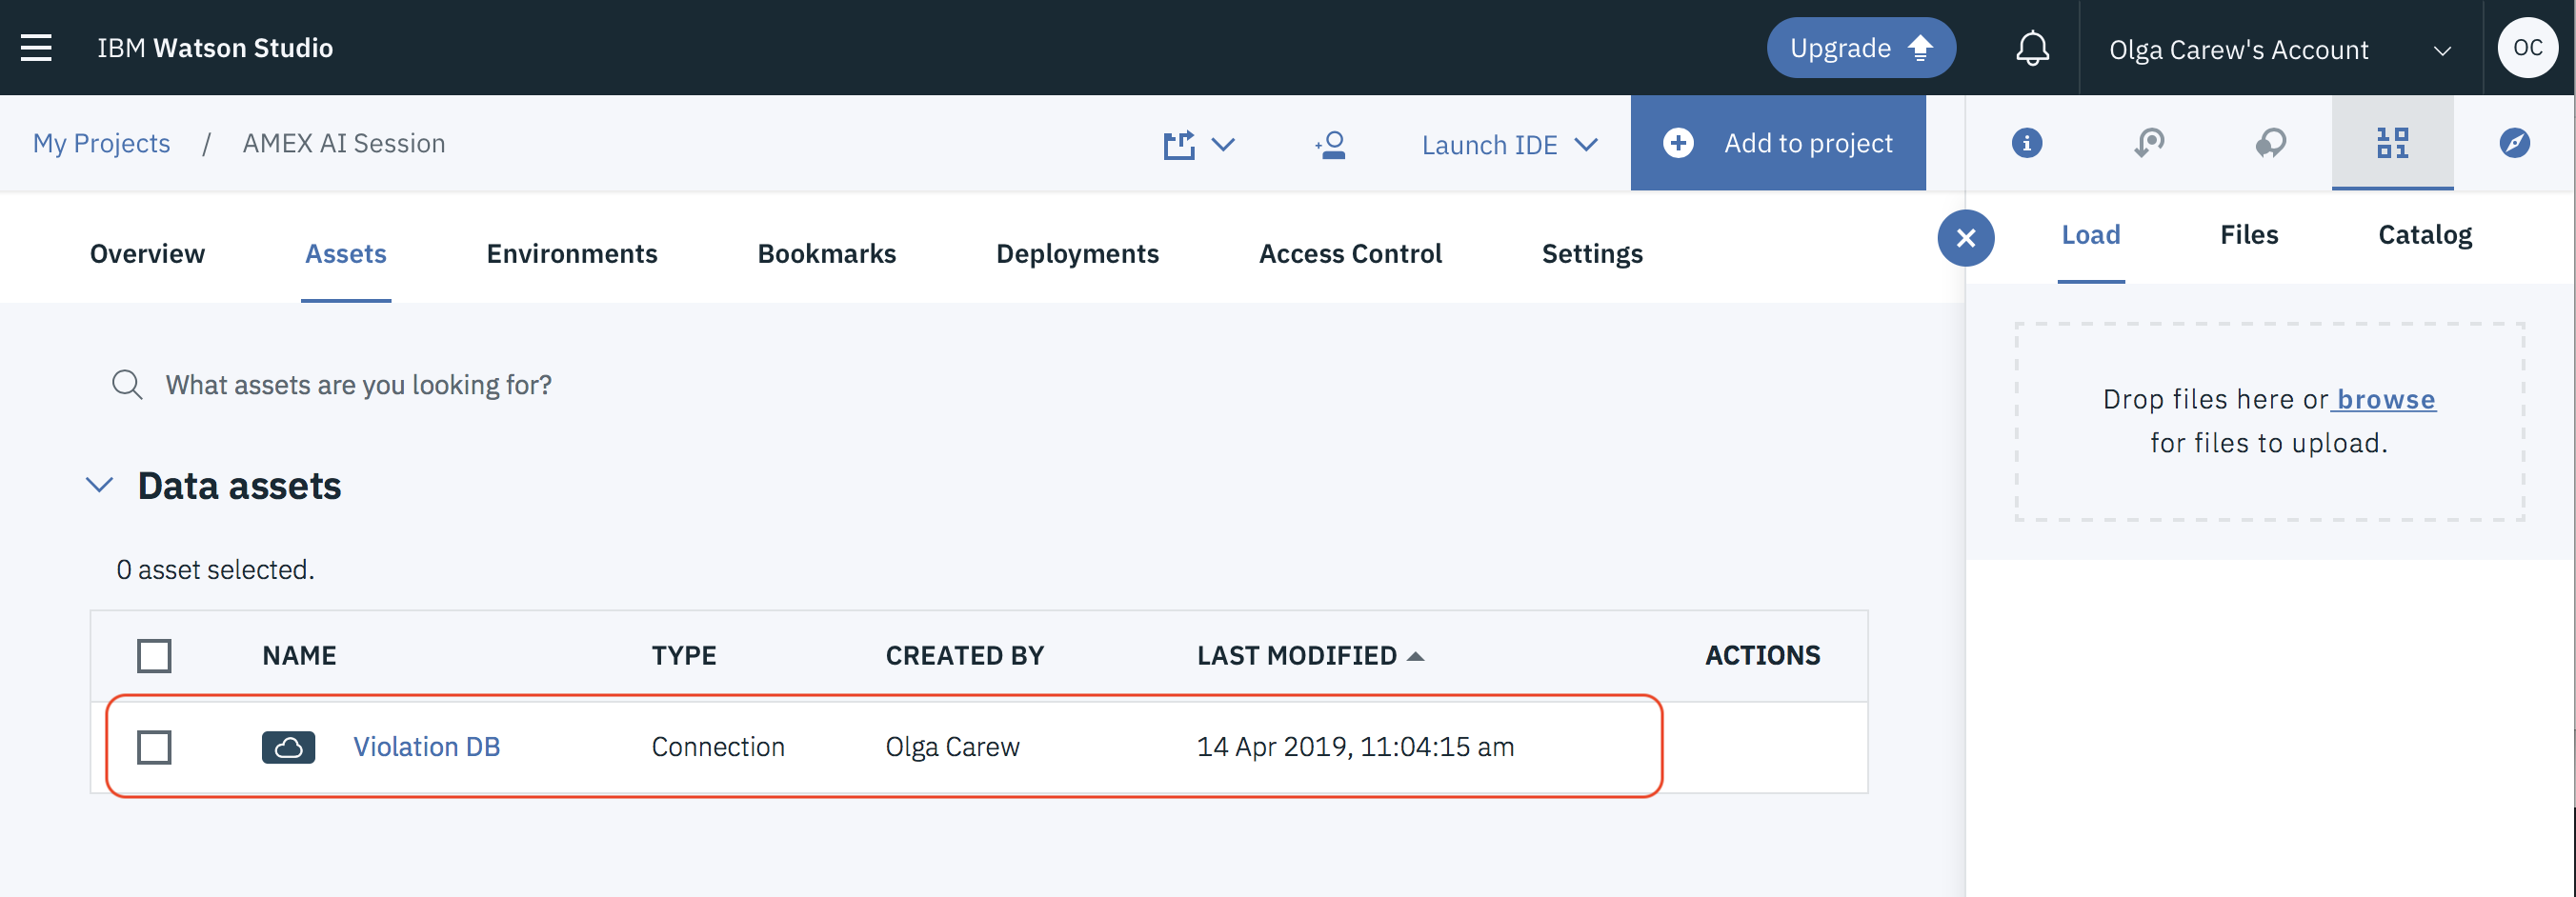 IBM Watson Studio
Upgrade
Olga Carew's Account
OC
My Projects / AMEX AI Session
Launch IDE
Add to project
Overview
Assets
Environments
Bookmarks
Deployments
Access Control
Settings
Load
Files
Catalog
What assets are you looking for?
Drop files here or browse
for files to upload.
Data assets
0 asset selected.
NAME TYPE CREATED BY LAST MODIFIED ACTIONS
Violation DB Connection Olga Carew 14 Apr 2019, 11:04:15 am